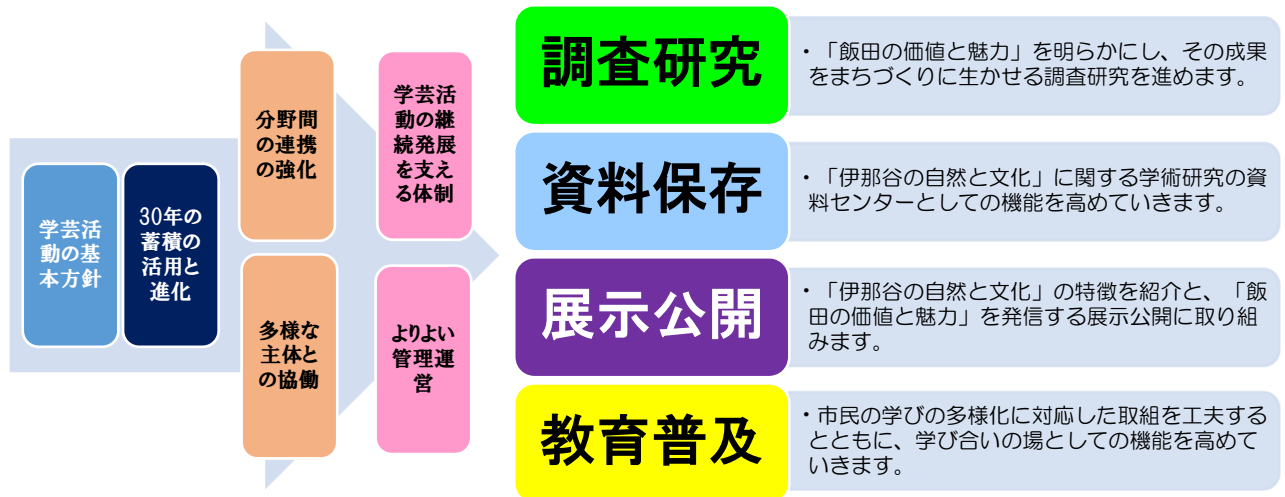 学芸活
動の基
本方針
30年の
蓄積の
活用と
進化
分野間
の連携
の強化
多様な
主体と
の協働
学芸活
動の継
続発展
を支え
る体制
よりよい
管理運
営
調査研究
・「飯田の価値と魅力」を明らかにし、その成果
をまちづくりに生かせる調査研究を進めます。
資料保存
・「伊那谷の自然と文化」に関する学術研究の資
料センターとしての機能を高めていきます。
展示公開
・「伊那谷の自然と文化」の特徴を紹介と、「飯
田の価値と魅力」を発信する展示公開に取り組
みます。
教育普及
・市民の学びの多様化に対応した取組を工夫する
とともに、学び合いの場としての機能を高めて
いきます。